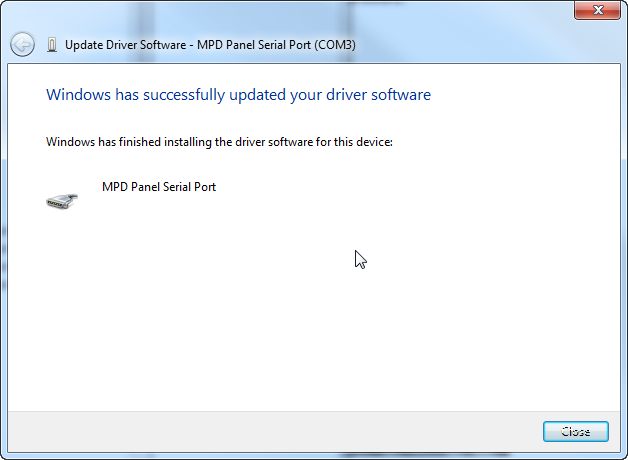 Update Driver Software - MPD Panel Serial Port (COM3)
Windows has successfully updated your driver software
Windows has finished installing the driver software for this device:
MPD Panel Serial Port
Close